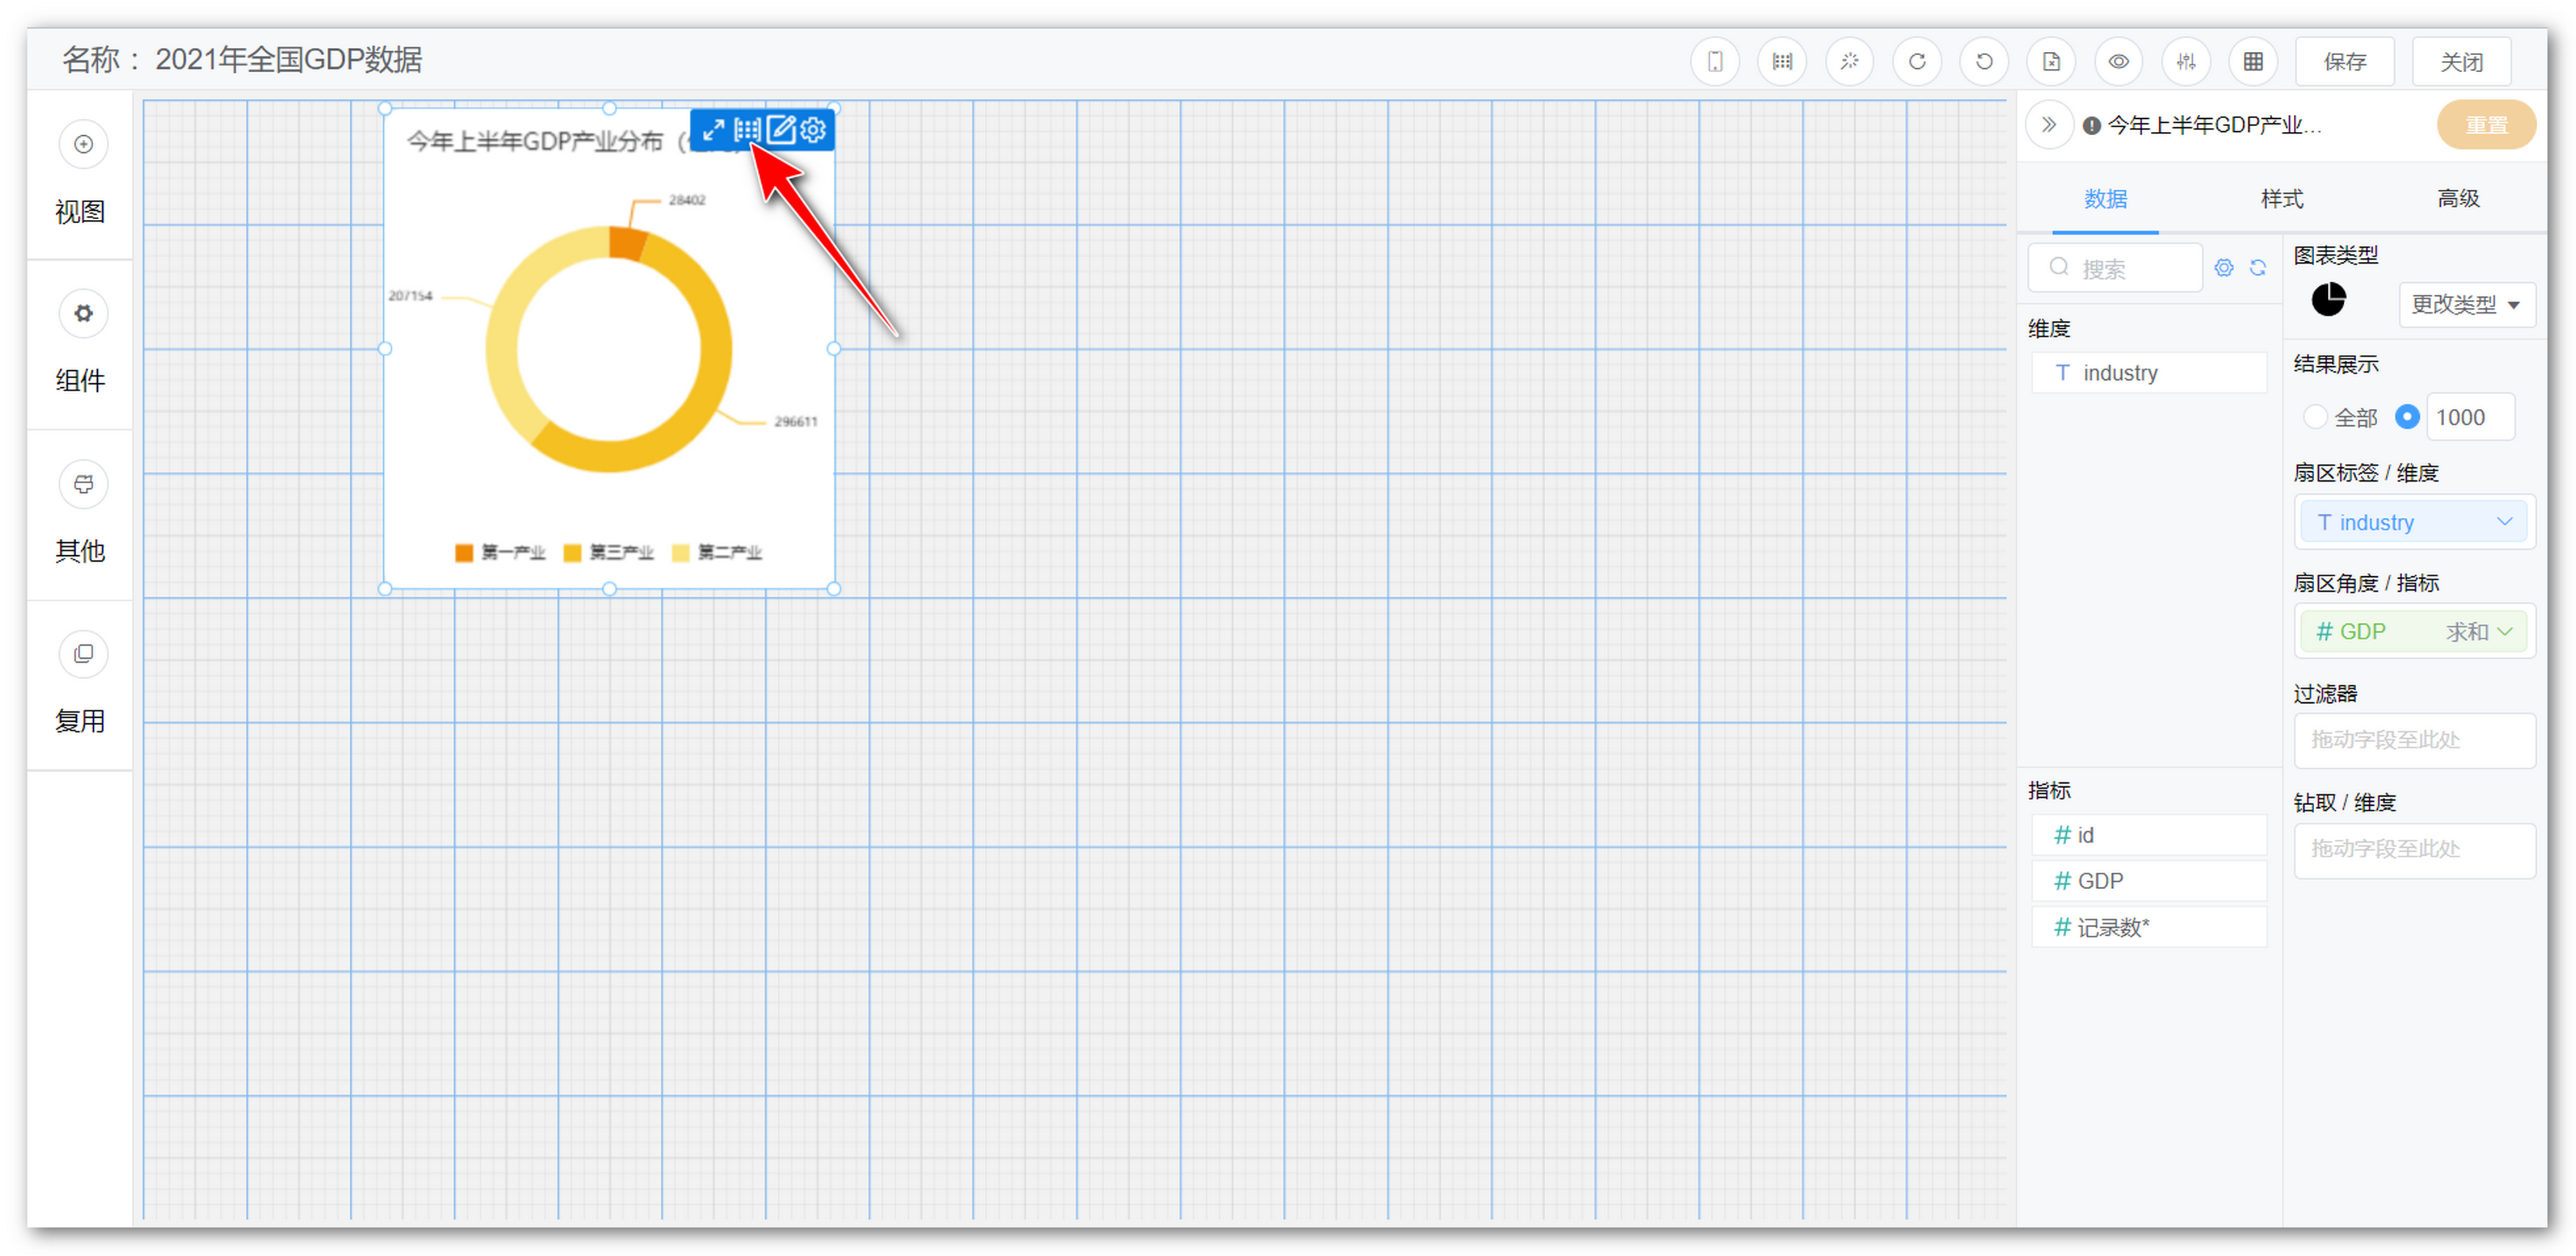 名称： 2021年全国GDP数据
保存
关闭
视图
组件
其他
复用
今年上半年GDP产业分布（
28402
207154
296611
第一产业
第三产业
第二产业
今年上半年GDP产业...
重置
数据
样式
高级
搜索
维度
T industry
指标
# id
# GDP
# 记录数*
图表类型
更改类型
结果展示
全部
1000
扇区标签 / 维度
T industry
扇区角度 / 指标
# GDP 求和
过滤器
拖动字段至此处
钻取 / 维度
拖动字段至此处